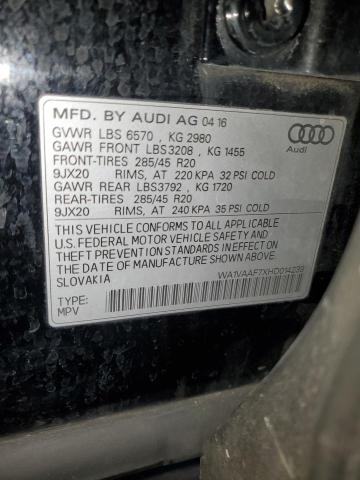 MFD. BY AUDI AG 04 16
GVWR LBS 6570 , KG 2980
GAWR FRONT LBS3208 , KG 1455
FRONT-TIRES 285/45 R20
9JX20 RIMS, AT 220 KPA 32 PSI COLD
GAWR REAR LBS3792 , KG 1720
REAR-TIRES 285/45 R20
9JX20 RIMS, AT 240 KPA 35 PSI COLD
THIS VEHICLE CONFORMS TO ALL APPLICABLE
U.S. FEDERAL MOTOR VEHICLE SAFETY AND
THEFT PREVENTION STANDARDS IN EFFECT
ON THE DATE OF MANUFACTURE SHOWN ABOVE.
SLOVAKIA
WA1VAAF7XHD014239
TYPE:
MPV